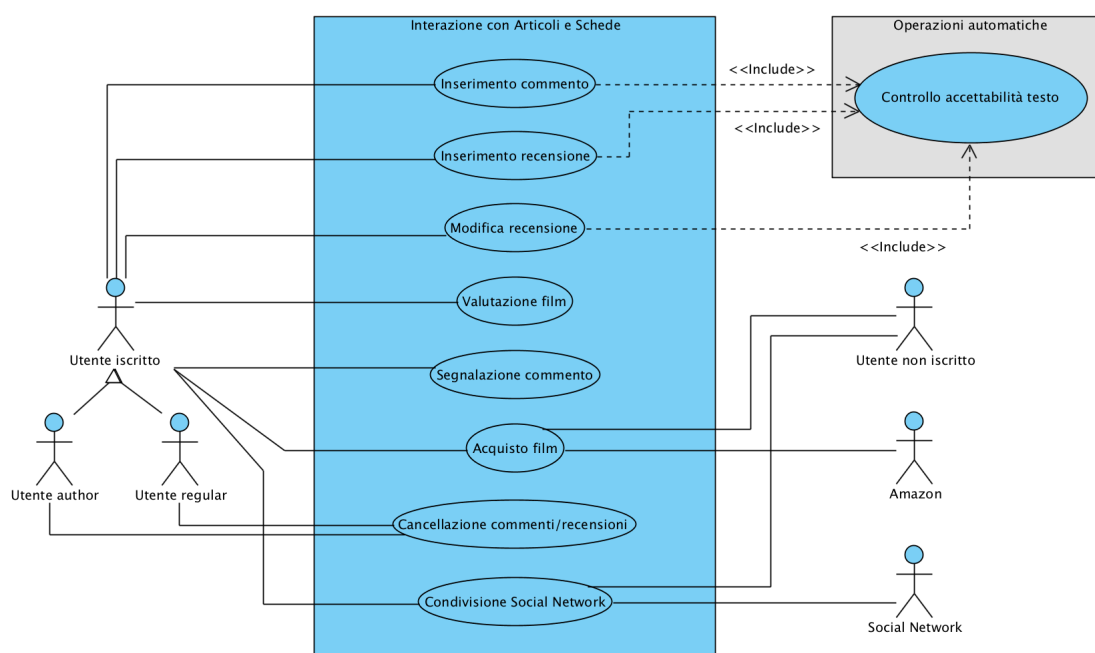 Interazione con Articoli e Schede
Operazioni automatiche
Inserimento commento
<<Include>>
Controllo accettabilità testo
<<Include>>
Inserimento recensione
Modifica recensione
<<Include>>
Valutazione film
Utente iscritto
Utente non iscritto
Segnalazione commento
Acquisto film
Utente author
Utente regular
Amazon
Cancellazione commenti/recensioni
Condivisione Social Network
Social Network